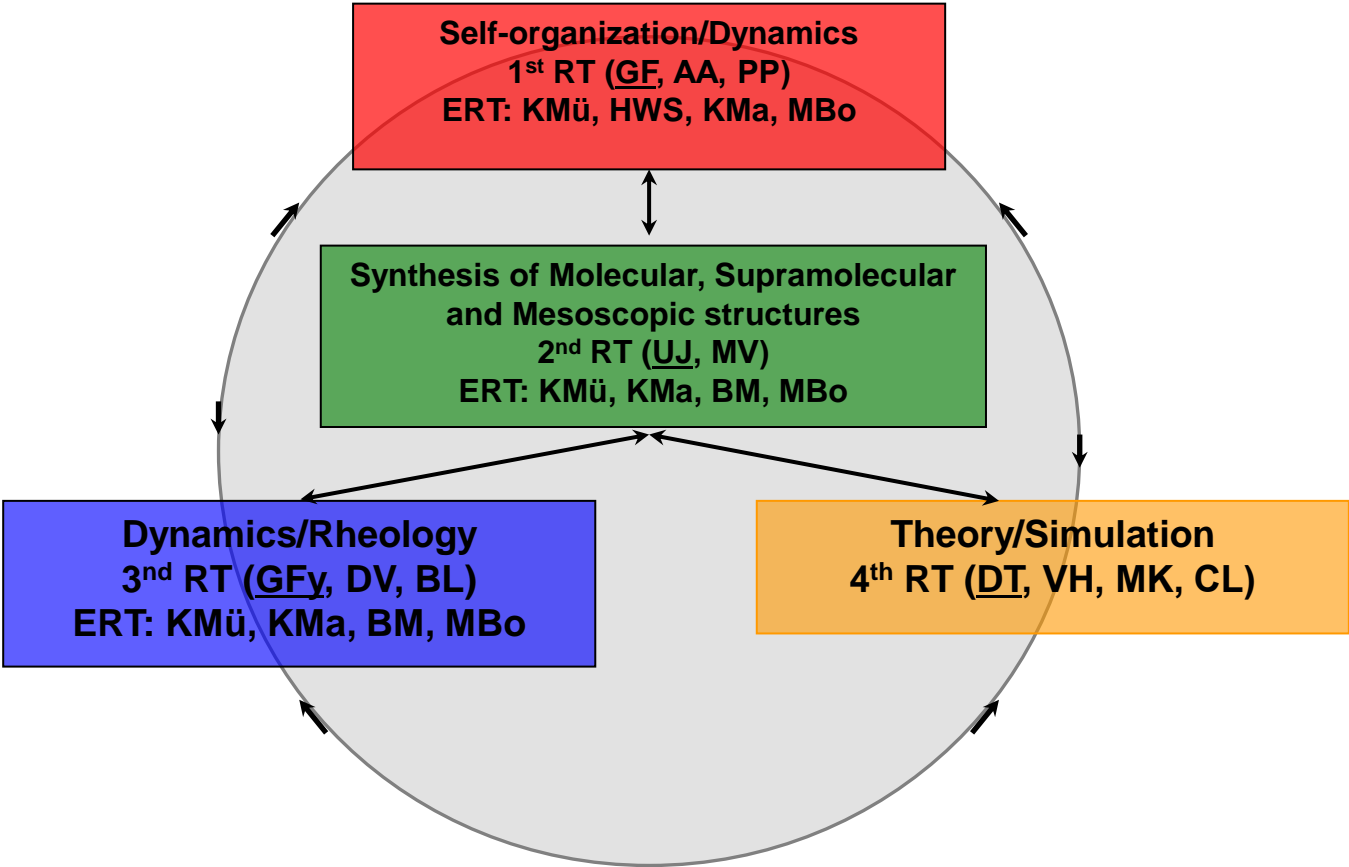 Self-organization/Dynamics
1st RT (GF, AA, PP)
ERT: KMü, HWS, KMa, MBo
Synthesis of Molecular, Supramolecular
and Mesoscopic structures
2nd RT (UJ, MV)
ERT: KMü, KMa, BM, MBo
Dynamics/Rheology
3nd RT (GFy, DV, BL)
ERT: KMü, KMa, BM, MBo
Theory/Simulation
4th RT (DT, VH, MK, CL)